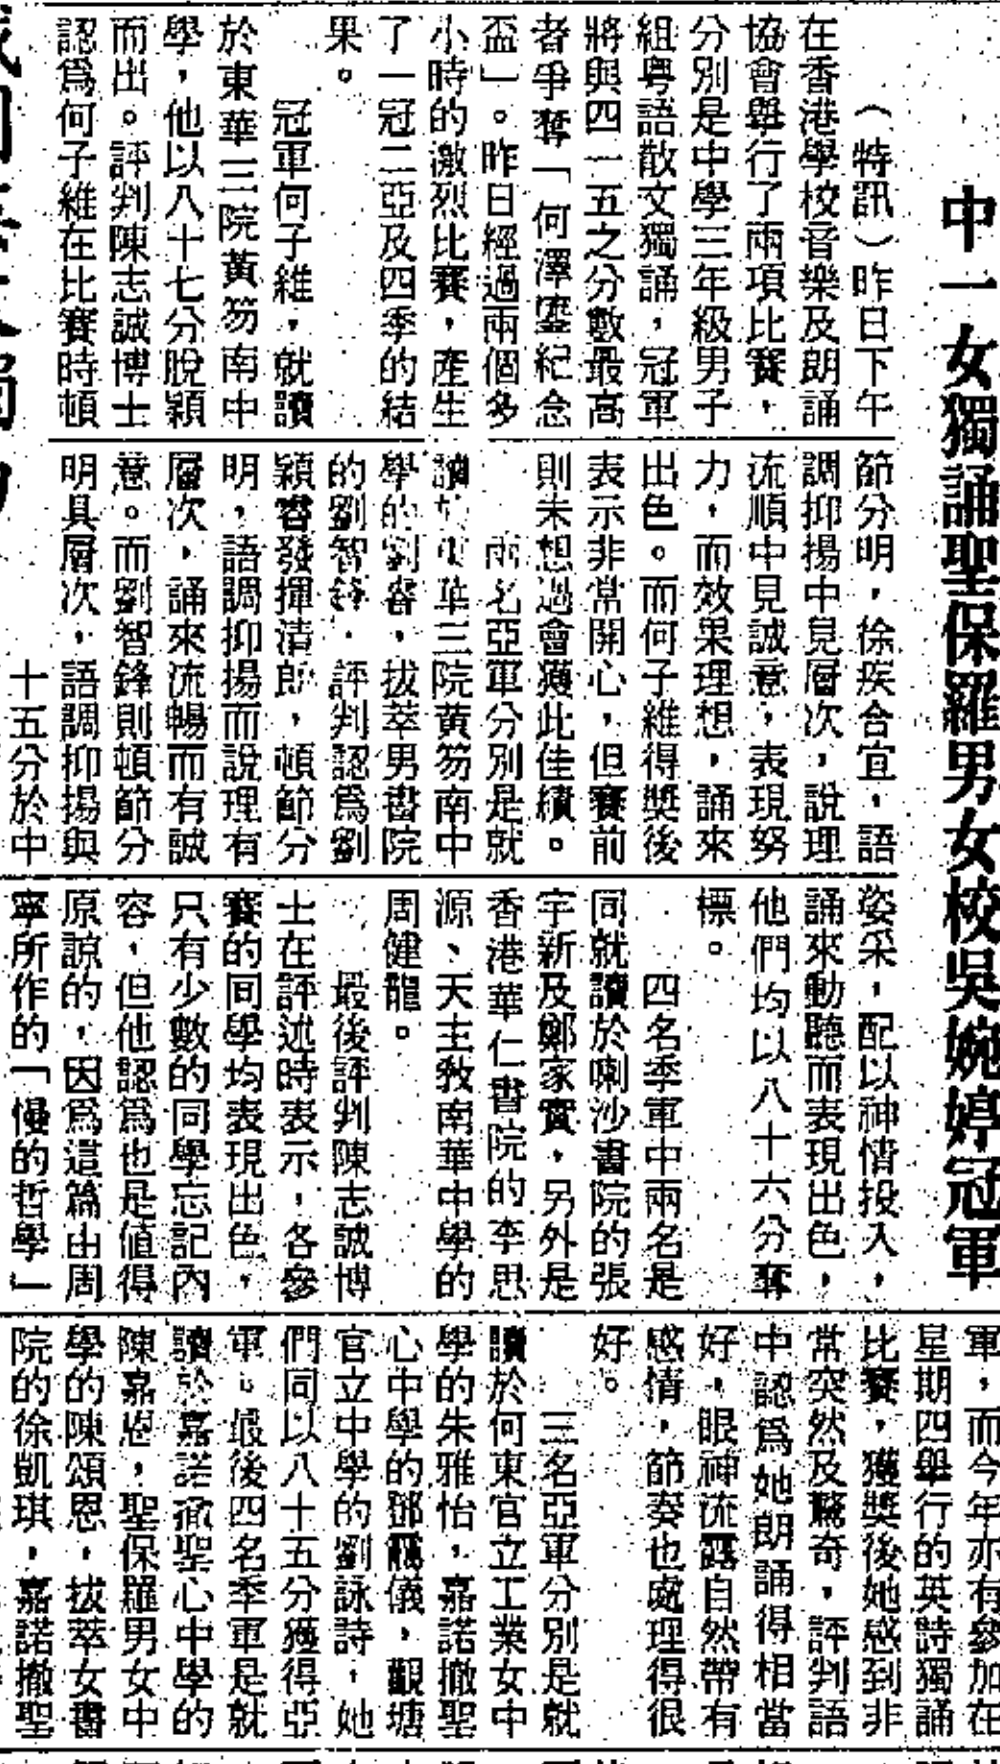 中一女獨誦聖保羅男女校吳婉婷冠軍
（特訊）昨日下午
在香港學校音樂及朗誦
協會舉行了兩項比賽，
分別是中學三年級男子
組粤語散文獨誦，冠軍
將與四一五之分數最高
者爭奪「何澤
紀念
盃」。昨日經過兩個多
小時的激烈比賽，產生
了一冠二亞及四季的結
果。
冠軍何子維，就讀
於東華三院黃笏南中
學，他以八十七分脫穎
而出。評判陳志誠博士
認爲何子維在比賽時頓
節分明，徐疾合宜，語
調抑揚中見層次，說理
流順中見誠意，表現努
力，而效果理想，誦來
出色。而何子維得獎後
表示非常開心，但賽前
則未想過會獲此佳績。
兩名亞軍分別是就
讀於東華三院黃笏南中
學的劉睿，拔萃男書院
的劉智鋒，評判認爲劉
穎睿發揮清郎，頓節分
明，語調抑揚而說理有
層次，誦來流暢而有誠
意。而劉智鋒則頓節分
明具層次，語調抑揚與
十五分於中
姿采，配以神情投入，
誦來動聽而表現出色，
他們均以八十六分奪
標。
四名季軍中兩名是
同就讀於喇沙書院的張
宇新及鄭家實，另外是
香港華仁書院的李思
源、天主敎南華中學的
周健龍。
最後評判陳志誠博
士在評述時表示，各參
賽的同學均表現出色，
只有少數的同學忘記內
容，但他認爲也是值得
原諒的，因爲這篇由周
寧所作的「慢的哲學」
軍，而今年亦有參加在
星期四舉行的英詩獨誦
比賽，獲獎後她感到非
常突然及驚奇，評判語
中認爲她朗誦得相當
好，眼神流露自然帶有
感情，節奏也處理得很
好。
三名亞軍分別是就
讀於何東官立工業女中
學的朱雅怡，嘉諾撤聖
心中學的鄧
儀，觀塘
官立中學的劉詠詩，她
們同以八十五分獲得亞
軍。最後四名季軍是就
讀於嘉諾撤聖心中學的
陳嘉恩，聖保羅男女中
學的陳頌恩，拔萃女書
院的徐凱琪，嘉諾撤聖